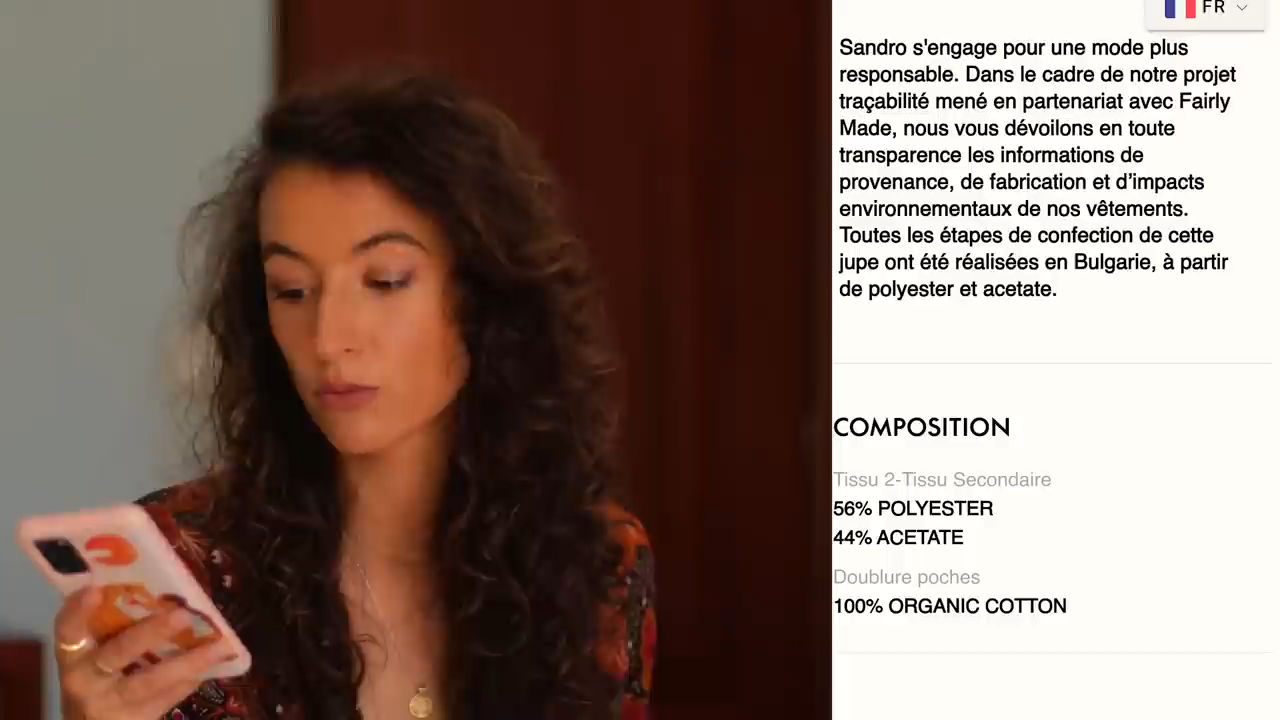 FR
Sandro s'engage pour une mode plus
responsable. Dans le cadre de notre projet
traçabilité mené en partenariat avec Fairly
Made, nous vous dévoilons en toute
transparence les informations de
provenance, de fabrication et d’impacts
environnementaux de nos vêtements.
Toutes les étapes de confection de cette
jupe ont été réalisées en Bulgarie, à partir
de polyester et acetate.
COMPOSITION
Tissu 2-Tissu Secondaire
56% POLYESTER
44% ACETATE
Doublure poches
100% ORGANIC COTTON